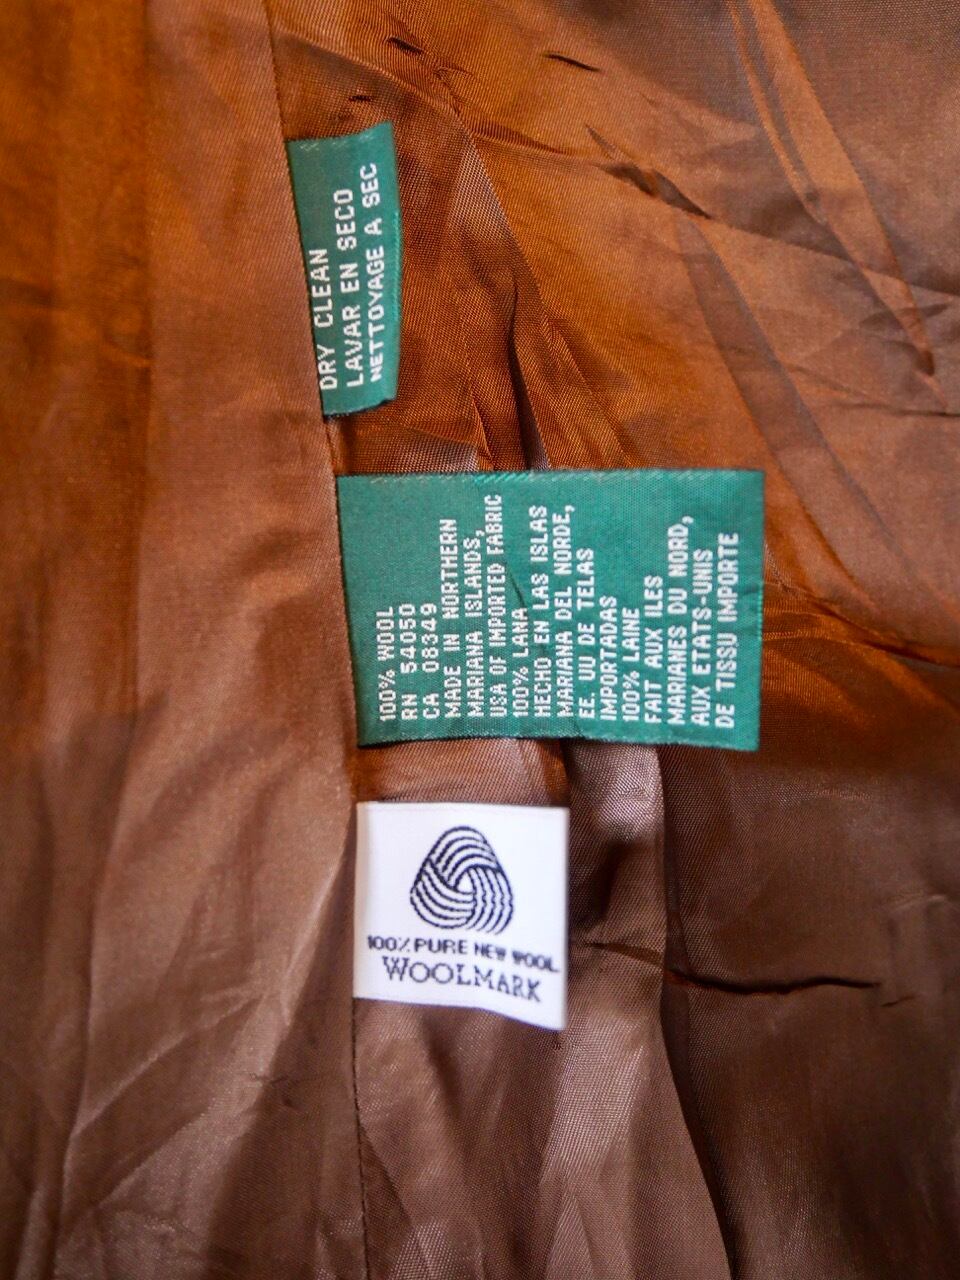 DRY CLEAN
LAVAR EN SECO
NETTOYAGE A SEC
100% WOOL
RN 54050
CA 08349
MADE IN NORTHERN
MARIANA ISLANDS,
USA OF IMPORTED FABRIC
100% LANA
HECHO EN LAS ISLAS
MARIANA DEL NORDE,
EE. UU DE TELAS
IMPORTADAS
100% LAINE
FAIT AUX ILES
MARIANES DU NORD,
AUX ETATS-UNIS
DE TISSU IMPORTE
100% PURE NEW WOOL
WOOLMARK